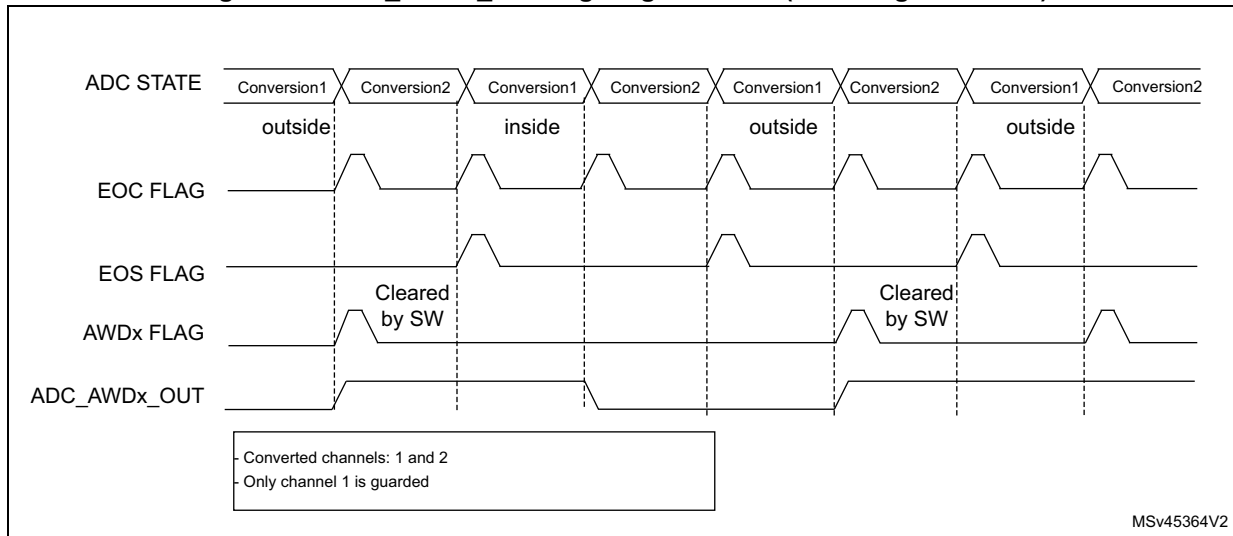 ADC STATE Conversion1 Conversion2 Conversion1 Conversion2 Conversion1 Conversion2 Conversion1 Conversion2
outside inside outside outside
EOC FLAG
EOS FLAG
Cleared Cleared
by SW by SW
AWDx FLAG
ADC_AWDx_OUT
- Converted channels: 1 and 2
- Only channel 1 is guarded
MSv45364V2